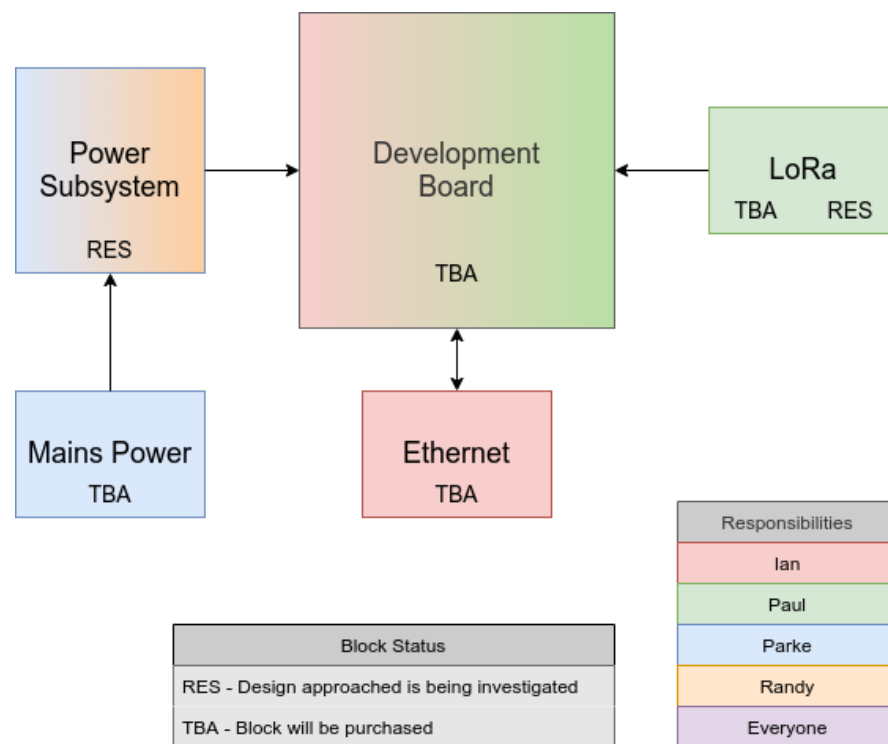 Power
Subsystem
RES
Development
Board
TBA
LoRa
TBA RES
Mains Power
TBA
Ethernet
TBA
Responsibilities
Ian
Paul
Parke
Randy
Everyone
Block Status
RES - Design approached is being investigated
TBA - Block will be purchased